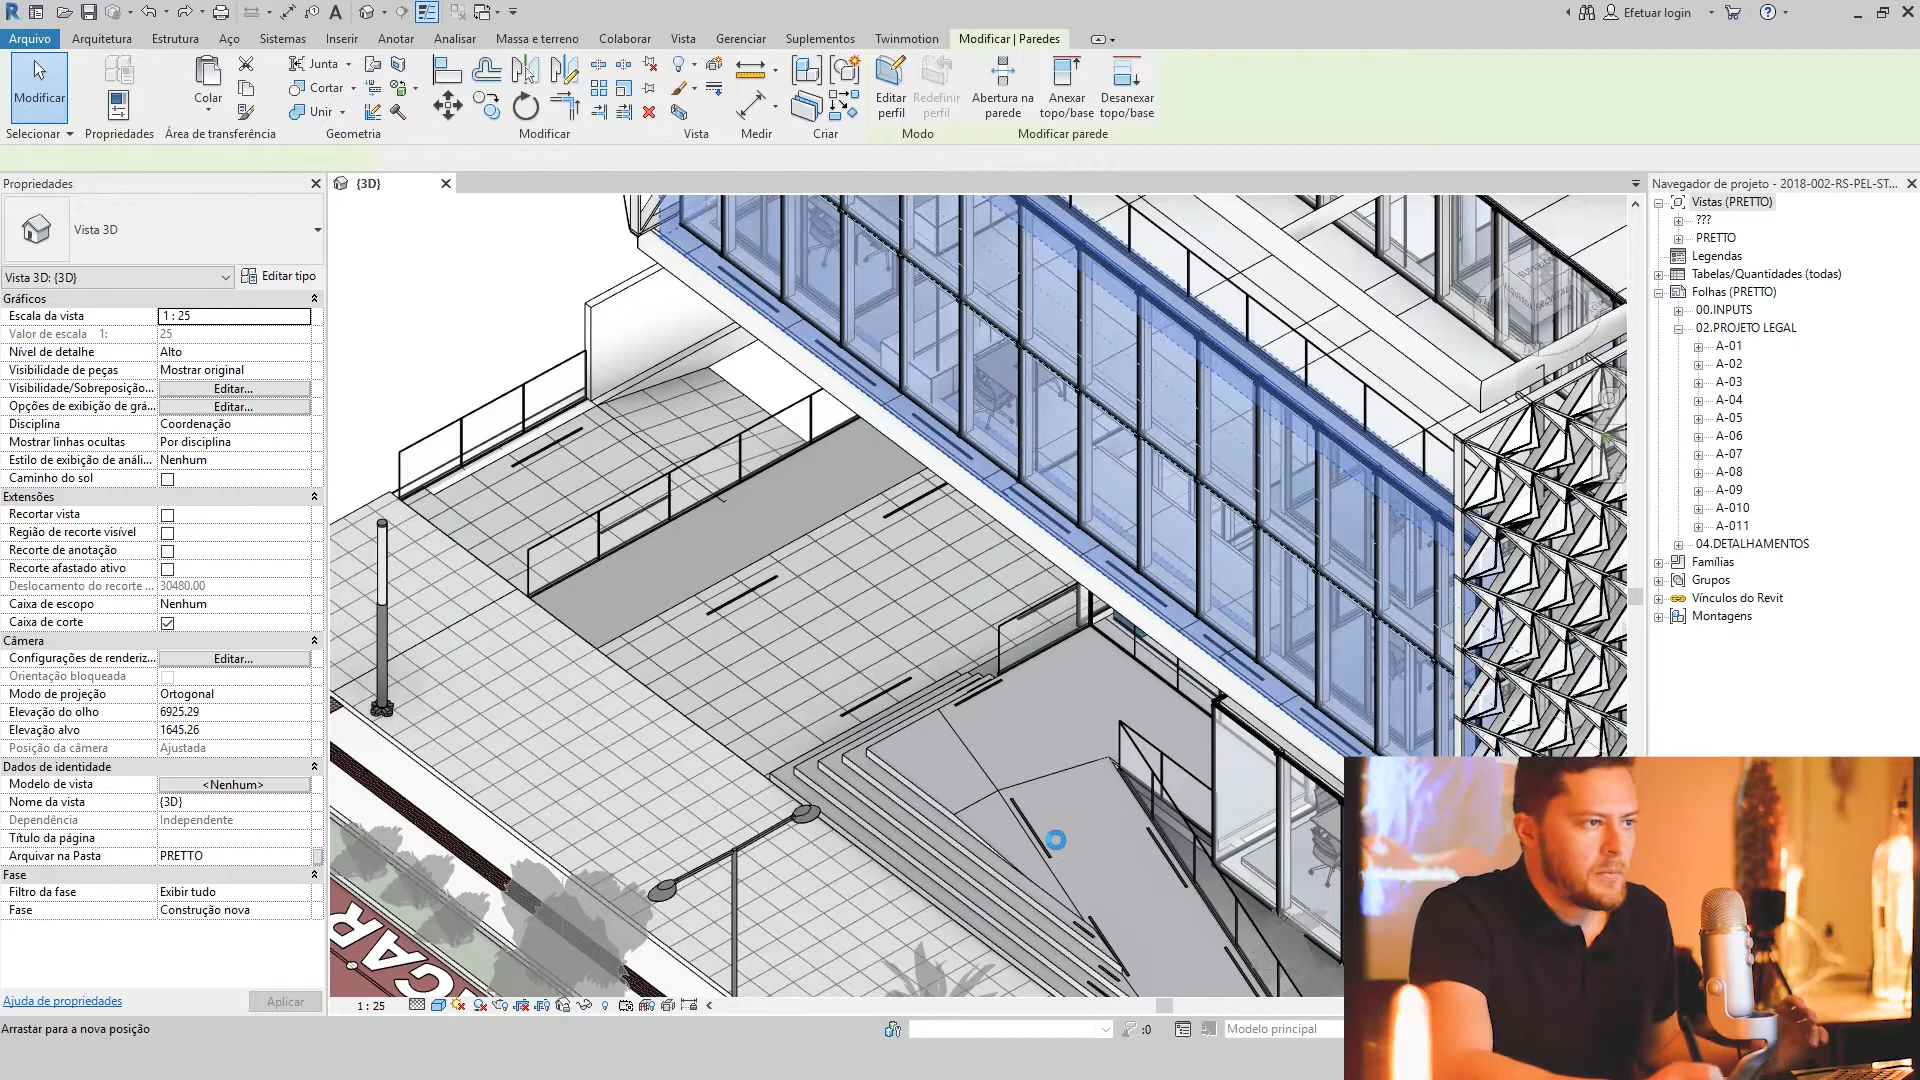 Efetuar login
Arquivo Arquitetura Estrutura Aço Sistemas Inserir Anotar Analisar Massa e terreno Colaborar Vista Gerenciar Suplementos Twinmotion Modificar | Paredes
Modificar
Colar
Junta
Cortar
Unir
Editar perfil
Redefinir perfil
Abertura na parede
Anexar topo/base
Desanexar topo/base
Selecionar Propriedades Área de transferência Geometria Modificar Vista Medir Criar Modo Modificar parede
Propriedades
{3D}
Navegador de projeto - 2018-002-RS-PEL-ST...
Vista 3D
Vista 3D: {3D}
Editar tipo
Gráficos
Escala da vista 1 : 25
Valor de escala 1: 25
Nível de detalhe Alto
Visibilidade de peças Mostrar original
Visibilidade/Sobreposição... Editar...
Opções de exibição de grá... Editar...
Disciplina Coordenação
Mostrar linhas ocultas Por disciplina
Estilo de exibição de análi... Nenhum
Caminho do sol
Extensões
Recortar vista
Região de recorte visível
Recorte de anotação
Recorte afastado ativo
Deslocamento do recorte ... 30480.00
Caixa de escopo Nenhum
Caixa de corte
Câmera
Configurações de renderiz... Editar...
Orientação bloqueada
Modo de projeção Ortogonal
Elevação do olho 6925.29
Elevação alvo 1645.26
Posição da câmera Ajustada
Dados de identidade
Modelo de vista <Nenhum>
Nome da vista {3D}
Dependência Independente
Título da página
Arquivar na Pasta PRETTO
Fase
Filtro da fase Exibir tudo
Fase Construção nova
Ajuda de propriedades
Aplicar
Vistas (PRETTO)
???
PRETTO
Legendas
Tabelas/Quantidades (todas)
Folhas (PRETTO)
00.INPUTS
02.PROJETO LEGAL
A-01
A-02
A-03
A-04
A-05
A-06
A-07
A-08
A-09
A-010
A-011
04.DETALHAMENTOS
Famílias
Grupos
Vínculos do Revit
Montagens
1 : 25
Arrastar para a nova posição
:0
Modelo principal